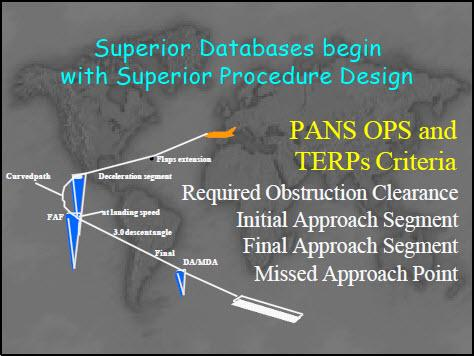 Superior Databases begin
with Superior Procedure Design
PANS OPS and
TERPs Criteria
Required Obstruction Clearance
Initial Approach Segment
Final Approach Segment
Missed Approach Point
Flaps extension
Deceleration segment
Curvedpath
at landing speed
FAF
3.0 descent angle
Final
DA/MDA